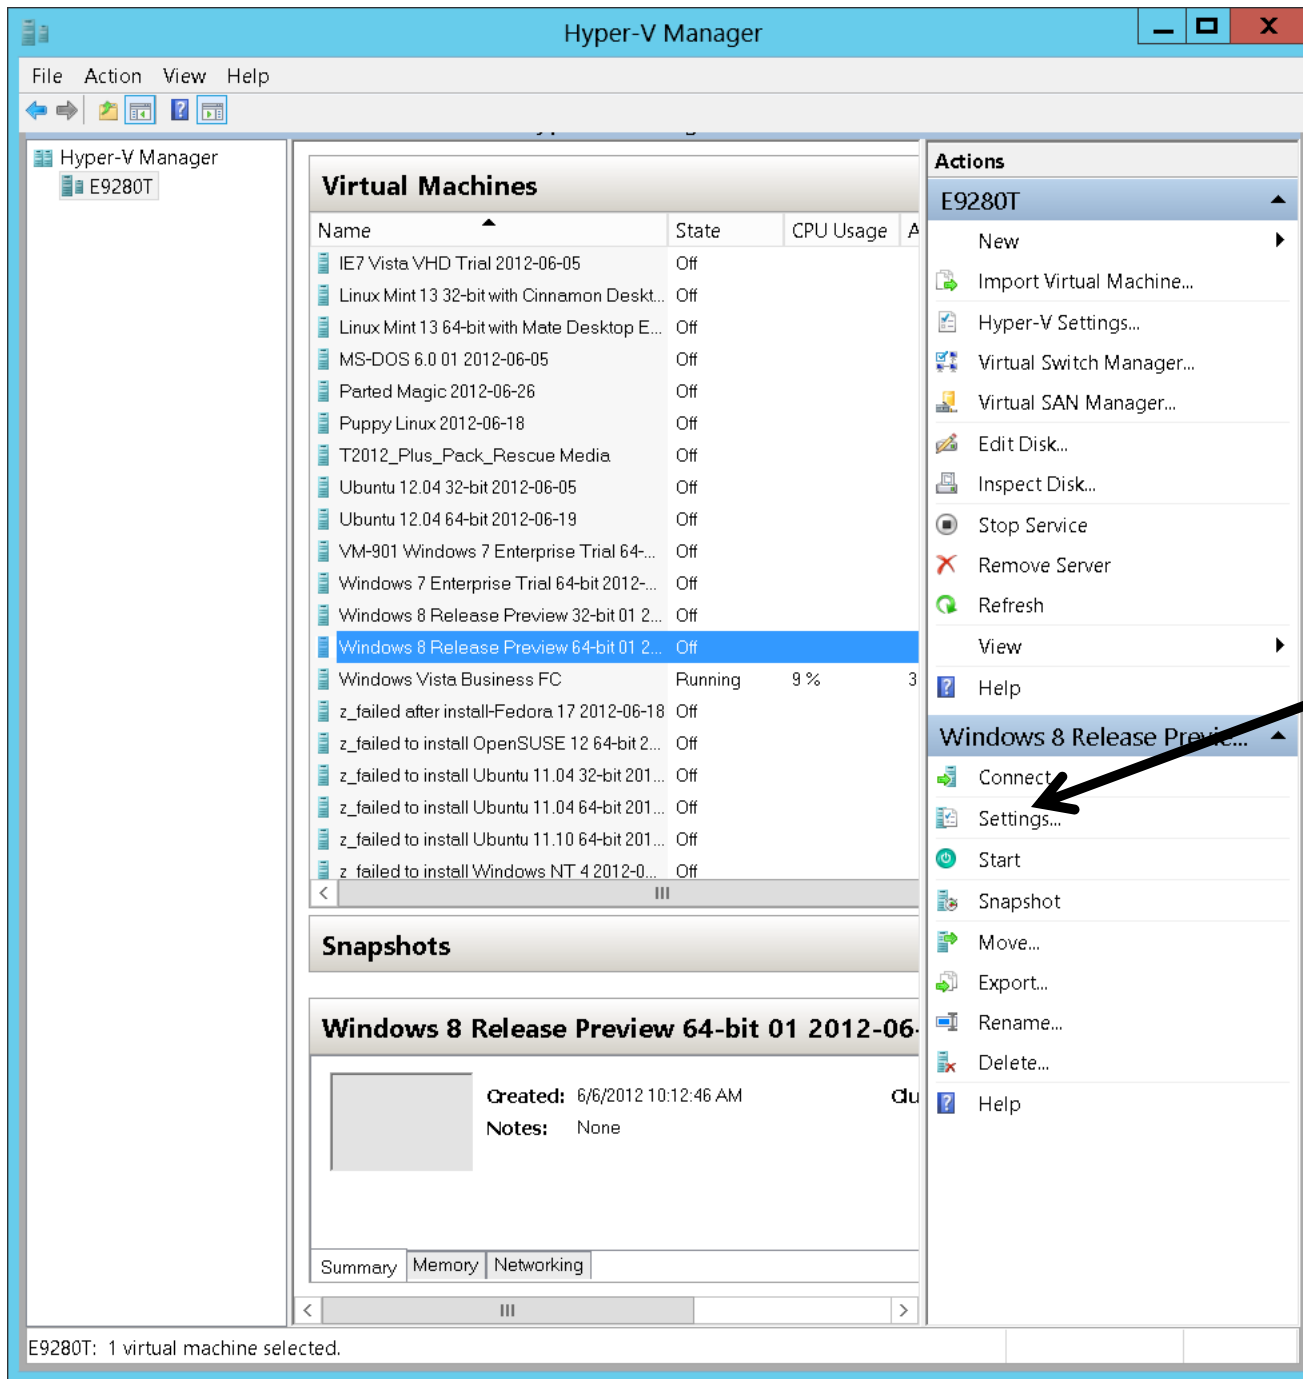 Hyper-V Manager
File Action View Help
Hyper-V Manager
E9280T
Virtual Machines
Name State CPU Usage A
IE7 Vista VHD Trial 2012-06-05 Off
Linux Mint 13 32-bit with Cinnamon Deskt... Off
Linux Mint 13 64-bit with Mate Desktop E... Off
MS-DOS 6.0 01 2012-06-05 Off
Parted Magic 2012-06-26 Off
Puppy Linux 2012-06-18 Off
T2012_Plus_Pack_Rescue Media Off
Ubuntu 12.04 32-bit 2012-06-05 Off
Ubuntu 12.04 64-bit 2012-06-19 Off
VM-901 Windows 7 Enterprise Trial 64-... Off
Windows 7 Enterprise Trial 64-bit 2012-... Off
Windows 8 Release Preview 32-bit 01 2... Off
Windows 8 Release Preview 64-bit 01 2... Off
Windows Vista Business FC Running 9 % 3
z_failed after install-Fedora 17 2012-06-18 Off
z_failed to install OpenSUSE 12 64-bit 2... Off
z_failed to install Ubuntu 11.04 32-bit 201... Off
z_failed to install Ubuntu 11.04 64-bit 201... Off
z_failed to install Ubuntu 11.10 64-bit 201... Off
z_failed to install Windows NT 4 2012-0... Off
Snapshots
Windows 8 Release Preview 64-bit 01 2012-06-
Created: 6/6/2012 10:12:46 AM Clu
Notes: None
Summary Memory Networking
Actions
E9280T
New
Import Virtual Machine...
Hyper-V Settings...
Virtual Switch Manager...
Virtual SAN Manager...
Edit Disk...
Inspect Disk...
Stop Service
Remove Server
Refresh
View
Help
Windows 8 Release Previe...
Connect...
Settings...
Start
Snapshot
Move...
Export...
Rename...
Delete...
Help
E9280T: 1 virtual machine selected.